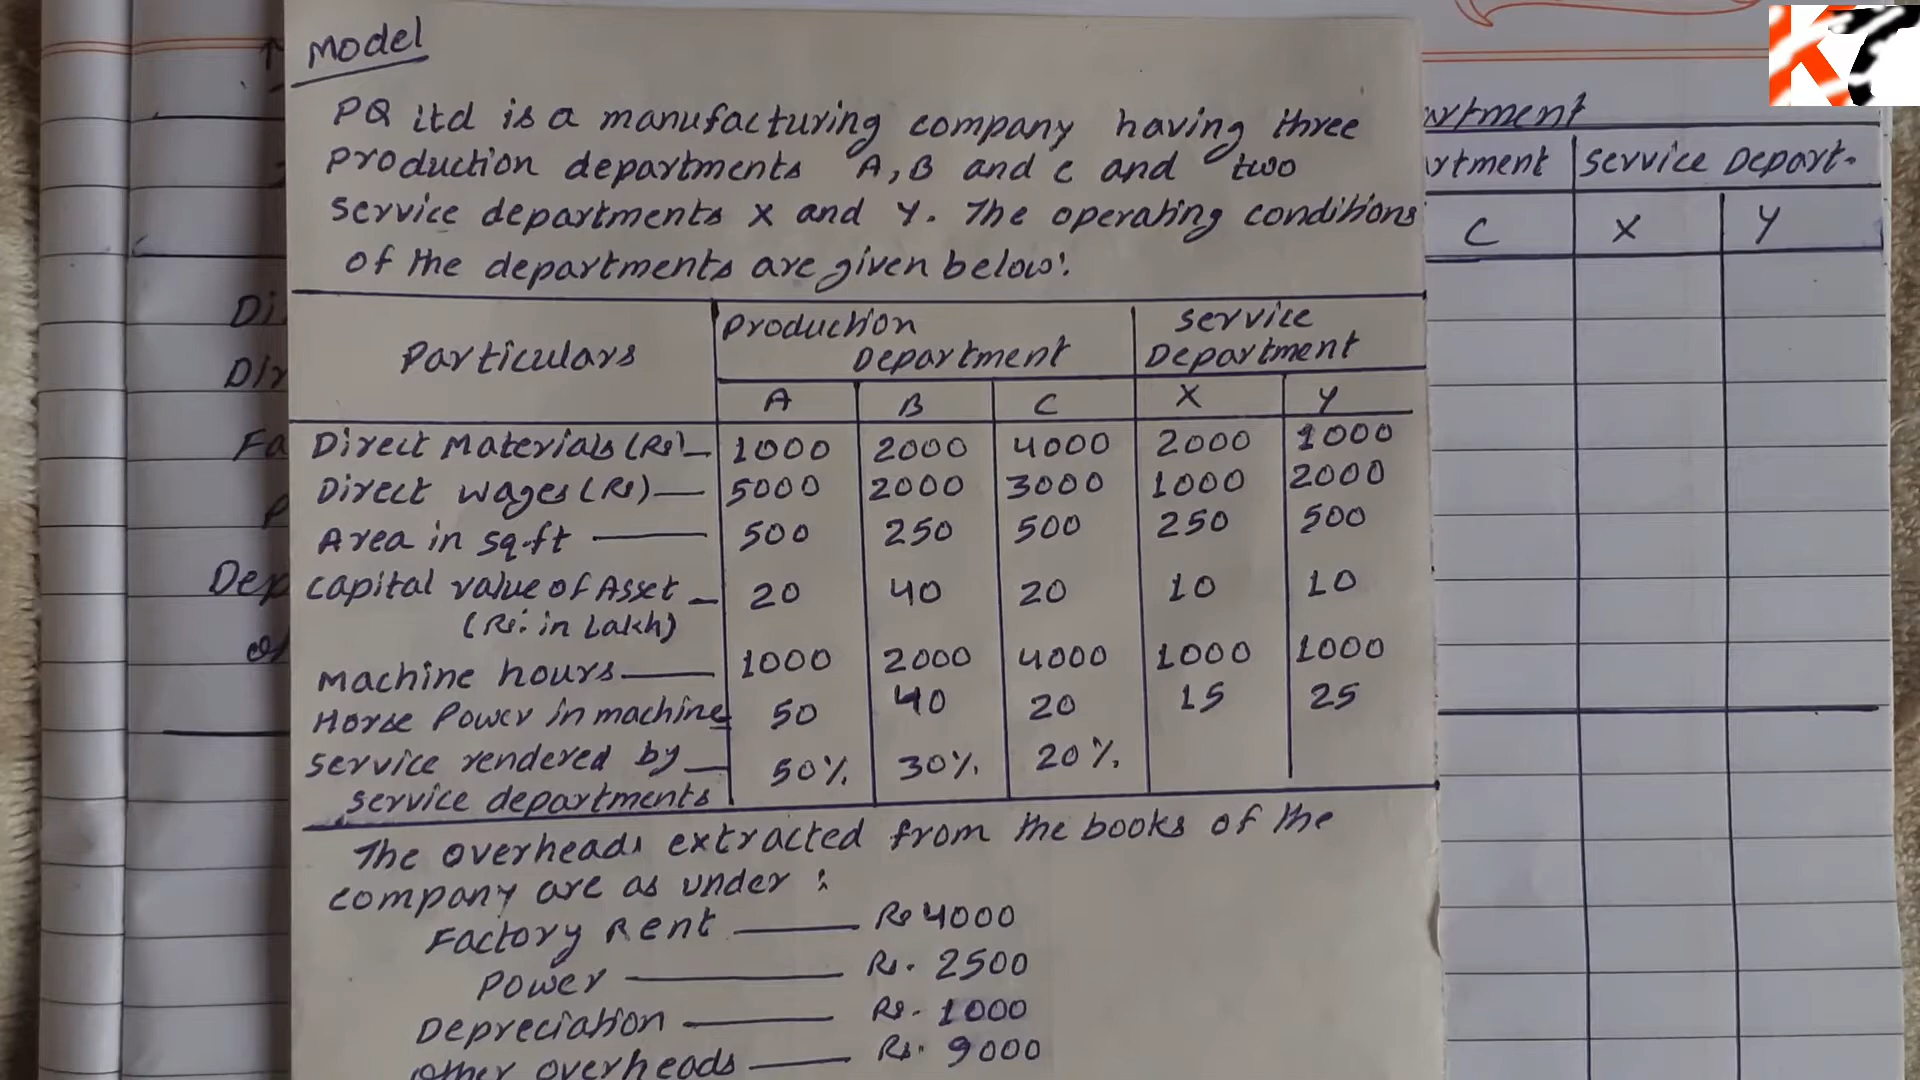 Model
PQ Ltd is a manufacturing company having three
production departments A, B and C and two
service departments X and Y. The operating conditions
of the departments are given below:
Particulars | Production Department | Service Department
A | B | C | X | Y
Direct Materials (Rs) — 1000 | 2000 | 4000 | 2000 | 1000
Direct wages (Rs) — 5000 | 2000 | 3000 | 1000 | 2000
Area in sq.ft — 500 | 250 | 500 | 250 | 500
Capital value of Asset — 20 | 40 | 20 | 10 | 10
(Rs: in Lakh)
Machine hours — 1000 | 2000 | 4000 | 1000 | 1000
Horse Power in machine 50 | 40 | 20 | 15 | 25
Service rendered by — 50% | 30% | 20%
service departments
The overheads extracted from the books of the
company are as under :
Factory Rent — Rs 4000
Power — Rs. 2500
Depreciation — Rs. 1000
Other overheads — Rs. 9000
rtment
rtment | Service Depart-
C | X | Y
Di
Dir
Fa
P
Dep
of